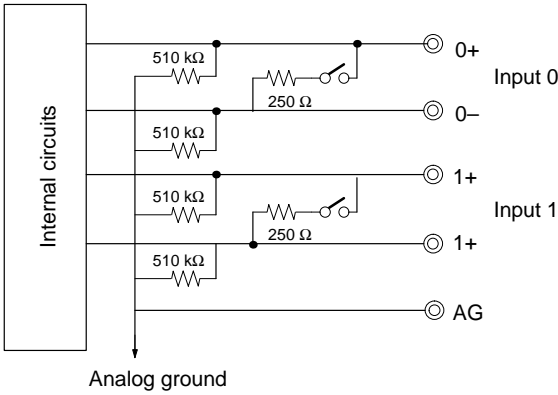 Internal circuits
510 kΩ
0+
Input 0
250 Ω
0–
510 kΩ
1+
510 kΩ
Input 1
250 Ω
1+
510 kΩ
AG
Analog ground